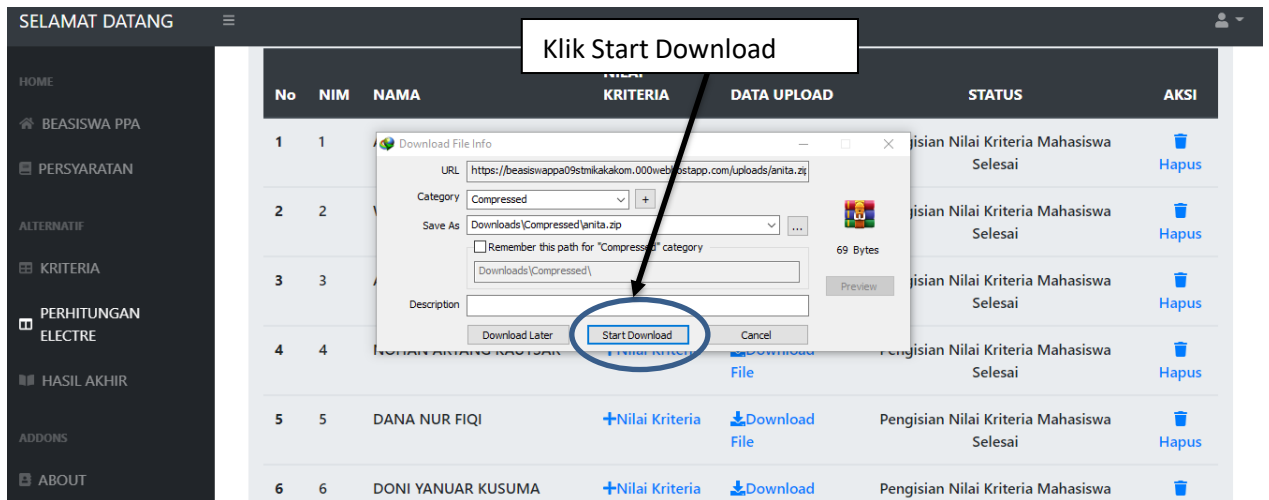 SELAMAT DATANG
Klik Start Download
HOME
BEASISWA PPA
PERSYARATAN
ALTERNATIF
KRITERIA
PERHITUNGAN
ELECTRE
HASIL AKHIR
ADDONS
ABOUT
No NIM NAMA NILAI KRITERIA DATA UPLOAD STATUS AKSI
1 1 Mahasiswa
Selesai Hapus
Download File Info
URL https://beasiswappa09stmikakakom.000webhostapp.com/uploads/anita.zip
Category Compressed +
Save As Downloads\Compressed\anita.zip ...
Remember this path for "Compressed" category
69 Bytes
Downloads\Compressed\
Preview
Description
Download Later Start Download Cancel
2 2 Nilai Kriteria Mahasiswa
Selesai Hapus
3 3 Nilai Kriteria Mahasiswa
Selesai Hapus
4 4 +Nilai Kriteria Download Pengisian Nilai Kriteria Mahasiswa
File Selesai Hapus
5 5 DANA NUR FIQI +Nilai Kriteria Download Pengisian Nilai Kriteria Mahasiswa
File Selesai Hapus
6 6 DONI YANUAR KUSUMA +Nilai Kriteria Download Pengisian Nilai Kriteria Mahasiswa